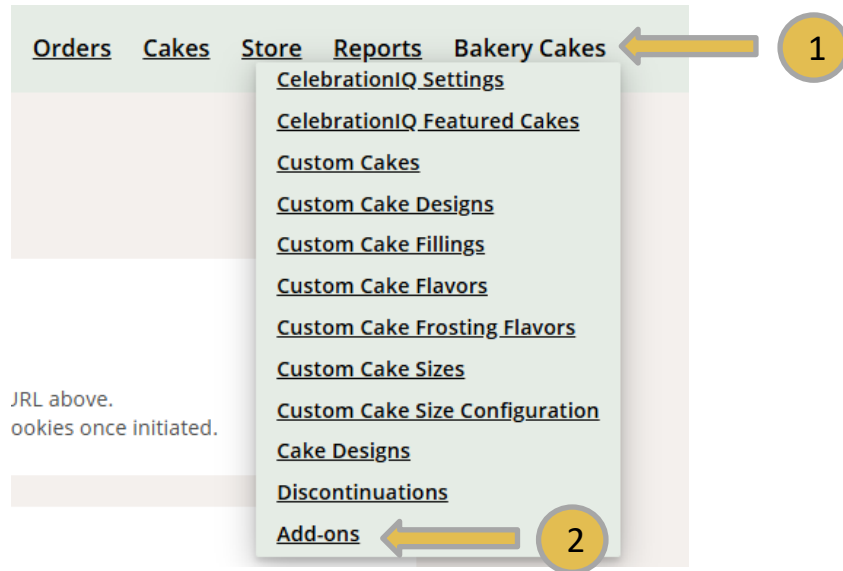 Orders Cakes Store Reports Bakery Cakes 1
CelebrationIQ Settings
CelebrationIQ Featured Cakes
Custom Cakes
Custom Cake Designs
Custom Cake Fillings
Custom Cake Flavors
Custom Cake Frosting Flavors
Custom Cake Sizes
Custom Cake Size Configuration
Cake Designs
Discontinuations
Add-ons 2
URL above.
ookies once initiated.